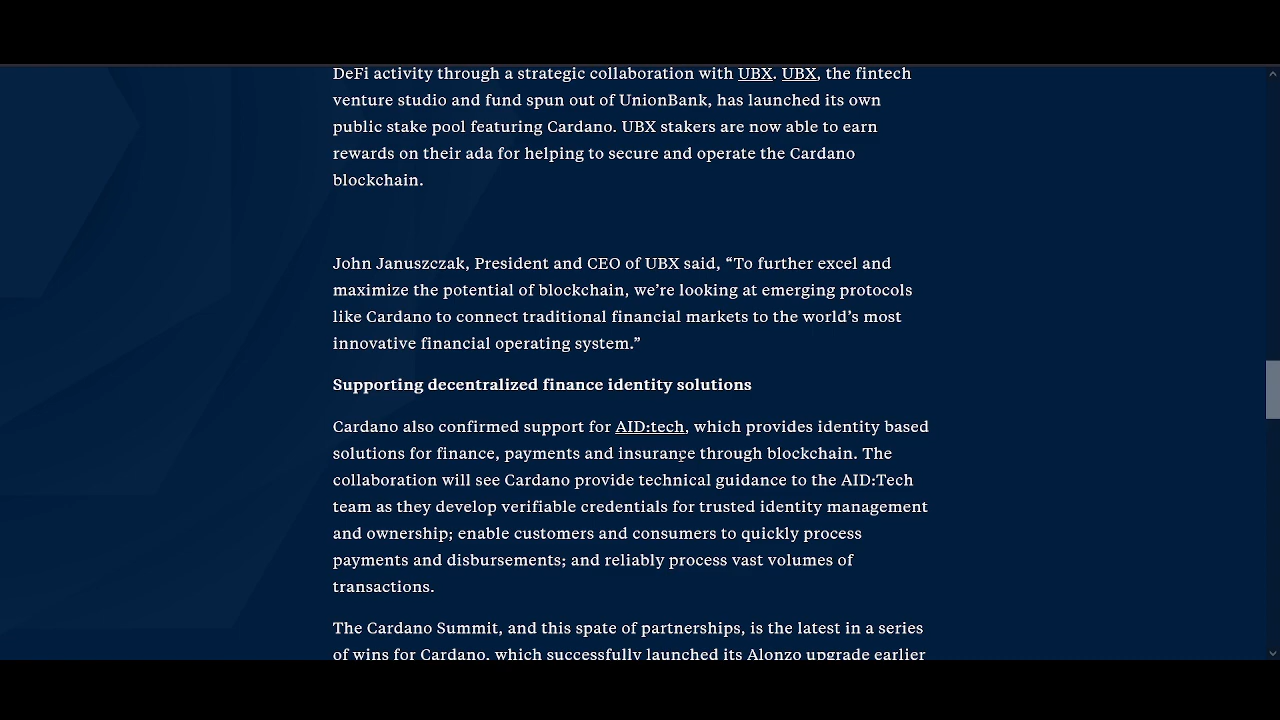 DeFi activity through a strategic collaboration with UBX. UBX, the fintech
venture studio and fund spun out of UnionBank, has launched its own
public stake pool featuring Cardano. UBX stakers are now able to earn
rewards on their ada for helping to secure and operate the Cardano
blockchain.
John Januszczak, President and CEO of UBX said, “To further excel and
maximize the potential of blockchain, we’re looking at emerging protocols
like Cardano to connect traditional financial markets to the world’s most
innovative financial operating system.”
Supporting decentralized finance identity solutions
Cardano also confirmed support for AID:tech, which provides identity based
solutions for finance, payments and insurance through blockchain. The
collaboration will see Cardano provide technical guidance to the AID:Tech
team as they develop verifiable credentials for trusted identity management
and ownership; enable customers and consumers to quickly process
payments and disbursements; and reliably process vast volumes of
transactions.
The Cardano Summit, and this spate of partnerships, is the latest in a series
of wins for Cardano, which successfully launched its Alonzo upgrade earlier